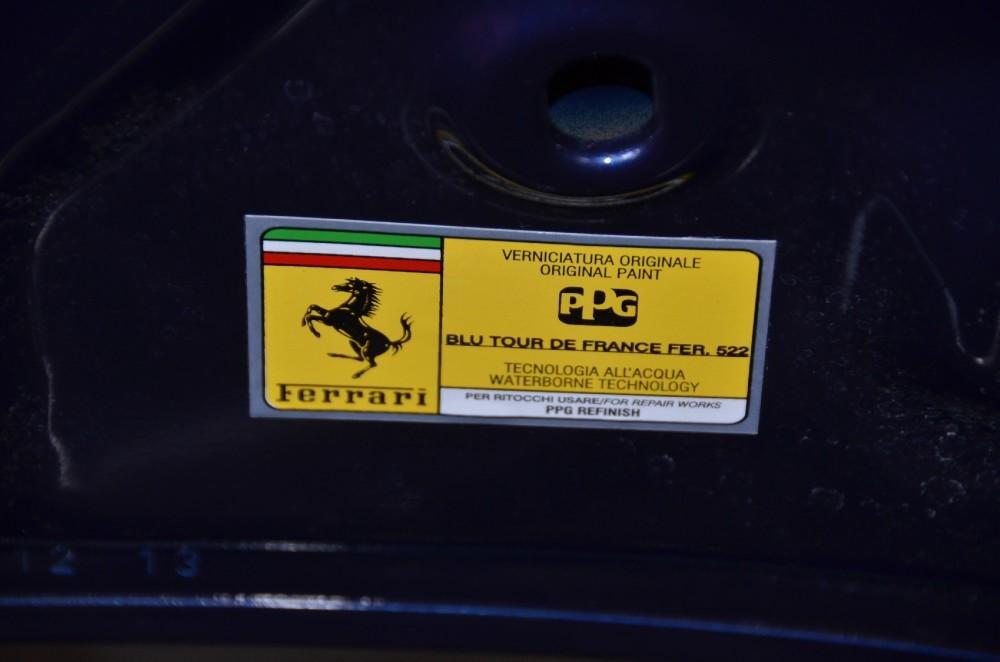 Ferrari
VERNICIATURA ORIGINALE
ORIGINAL PAINT
PPG
BLU TOUR DE FRANCE FER. 522
TECNOLOGIA ALL'ACQUA
WATERBORNE TECHNOLOGY
PER RITOCCHI USARE/FOR REPAIR WORKS
PPG REFINISH
12 13